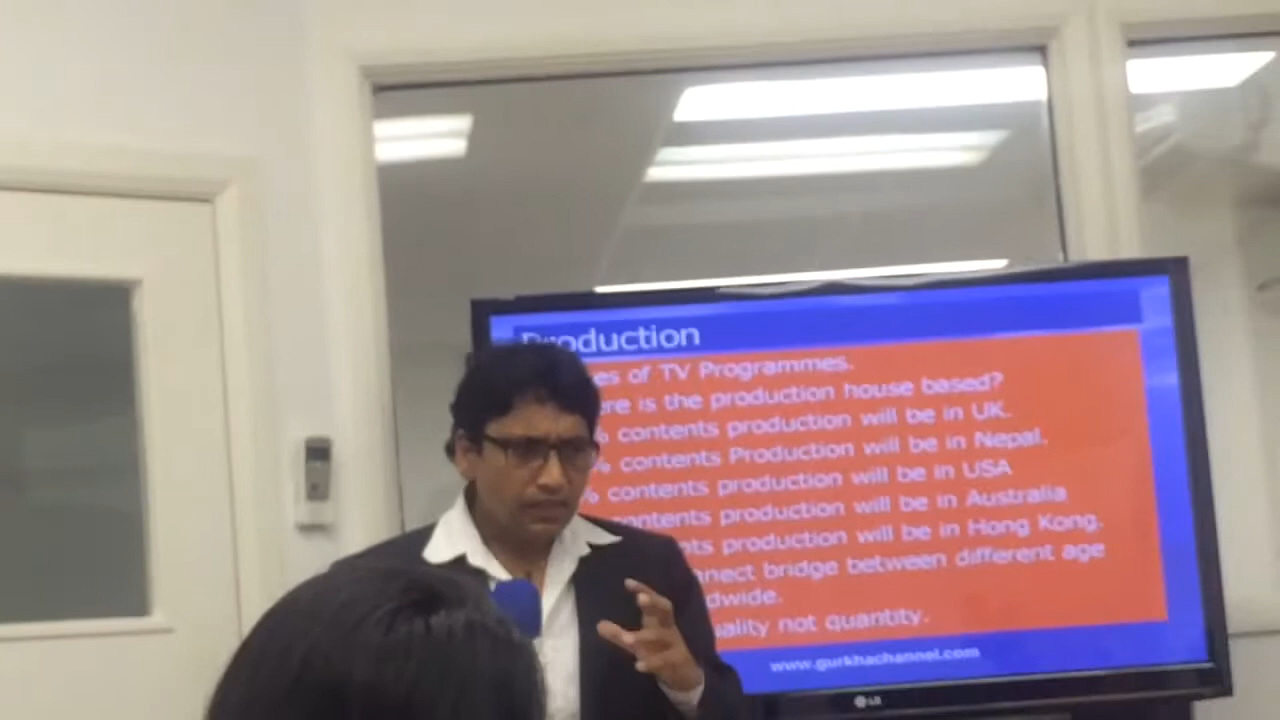 Production
es of TV Programmes.
ere is the production house based?
% contents production will be in UK.
% contents Production will be in Nepal.
% contents production will be in USA
ontents production will be in Australia
nts production will be in Hong Kong.
nnect bridge between different age
dwide.
ality not quantity.
www.gurkhachannel.com
LG